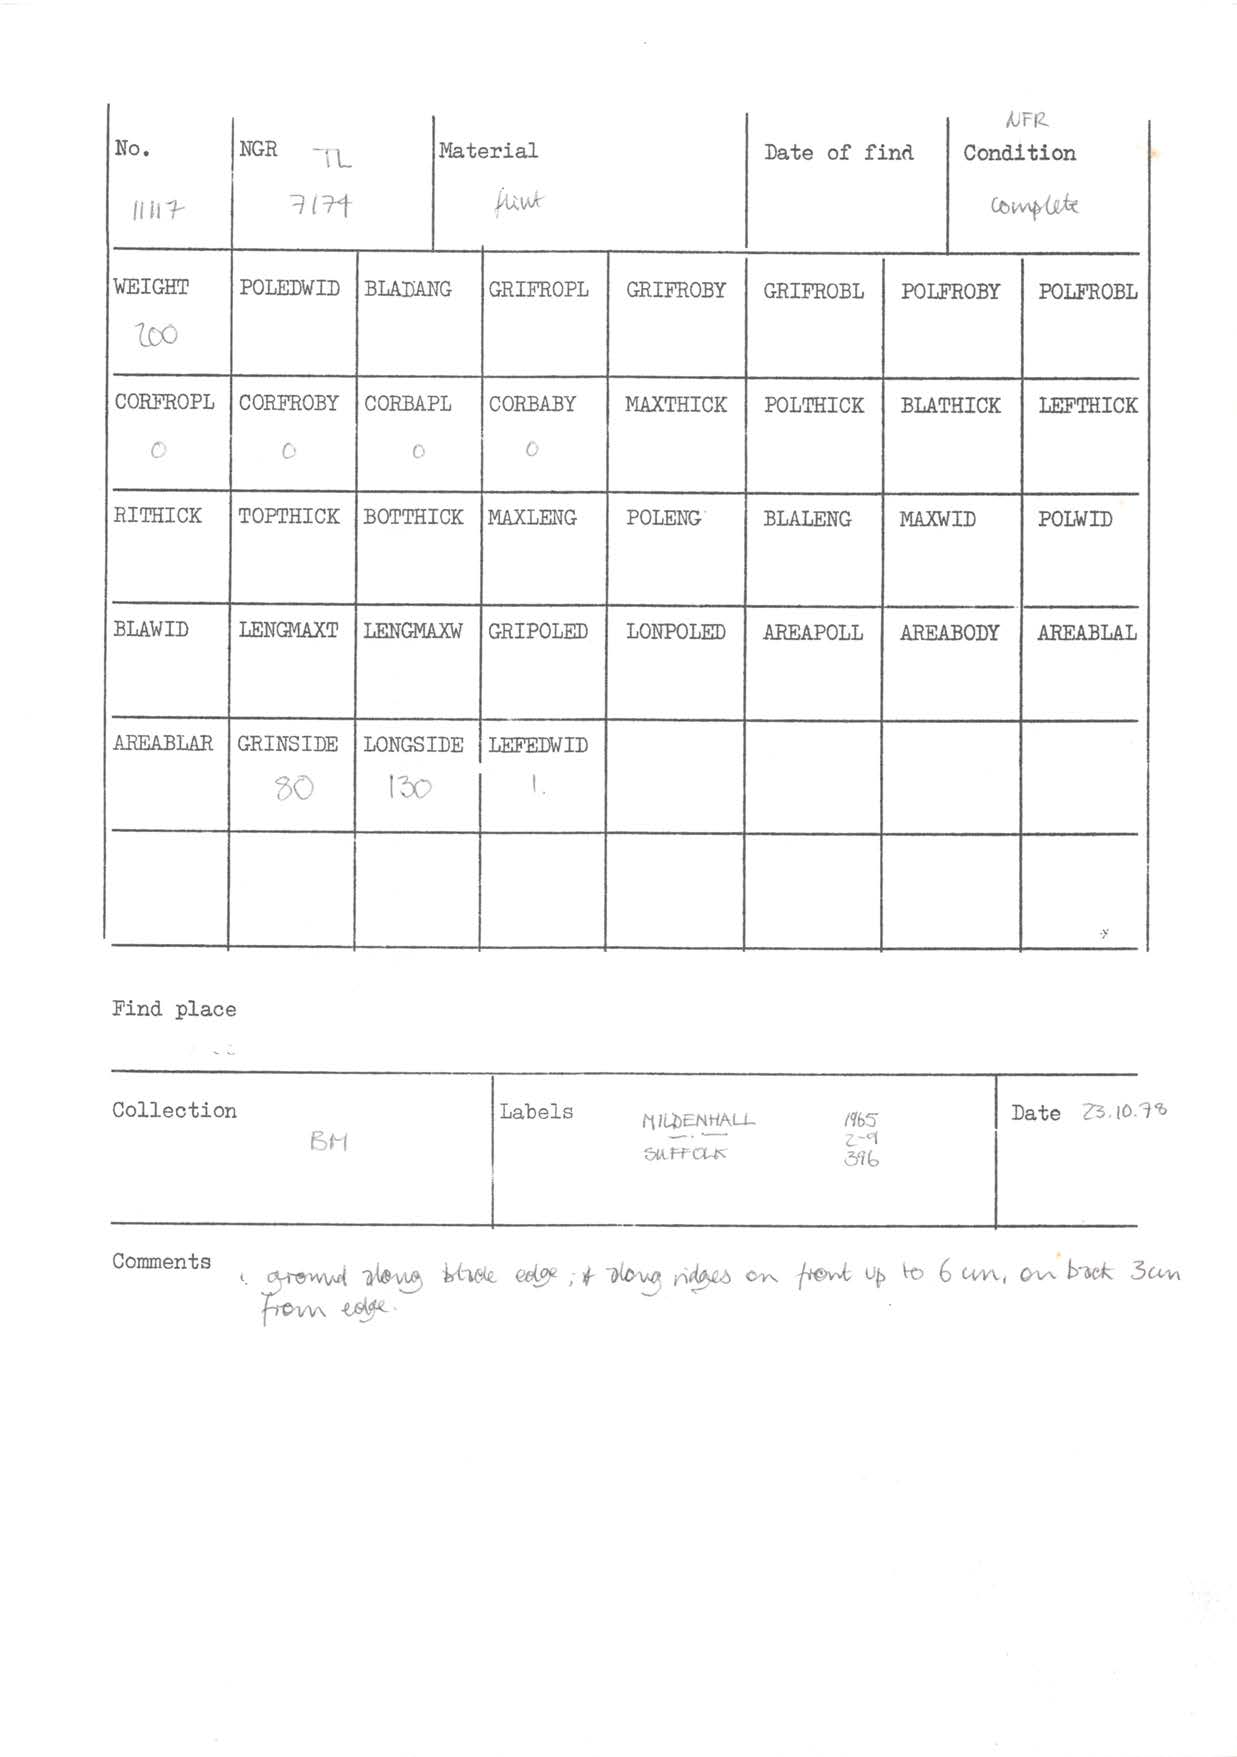 NFR
No. NGR TL Material Date of find Condition
11117 7174 flint complete
WEIGHT POLEDWID BLADANG GRIFROPL GRIFROBY GRIFROBL POLFROBY POLFROBL
200
CORFROPL CORFROBY CORBAPL CORBABY MAXTHICK POLTHICK BLATHICK LEFTHICK
0 0 0 0
RITHICK TOPTHICK BOTTHICK MAXLENG POLENG BLALENG MAXWID POLWID
BLAWID LENGMAXT LENGMAXW GRIPOLED LONPOLED AREAPOLL AREABODY AREABLAL
AREABLAR GRINSIDE LONGSIDE LEFEDWID
80 130 1.
Find place
Collection Labels MILDENHALL 1965 Date 23.10.78
BM 2-9
SUFFOLK 396
Comments ground along blade edge; & along ridges on front up to 6 cm, on back 3cm
from edge.